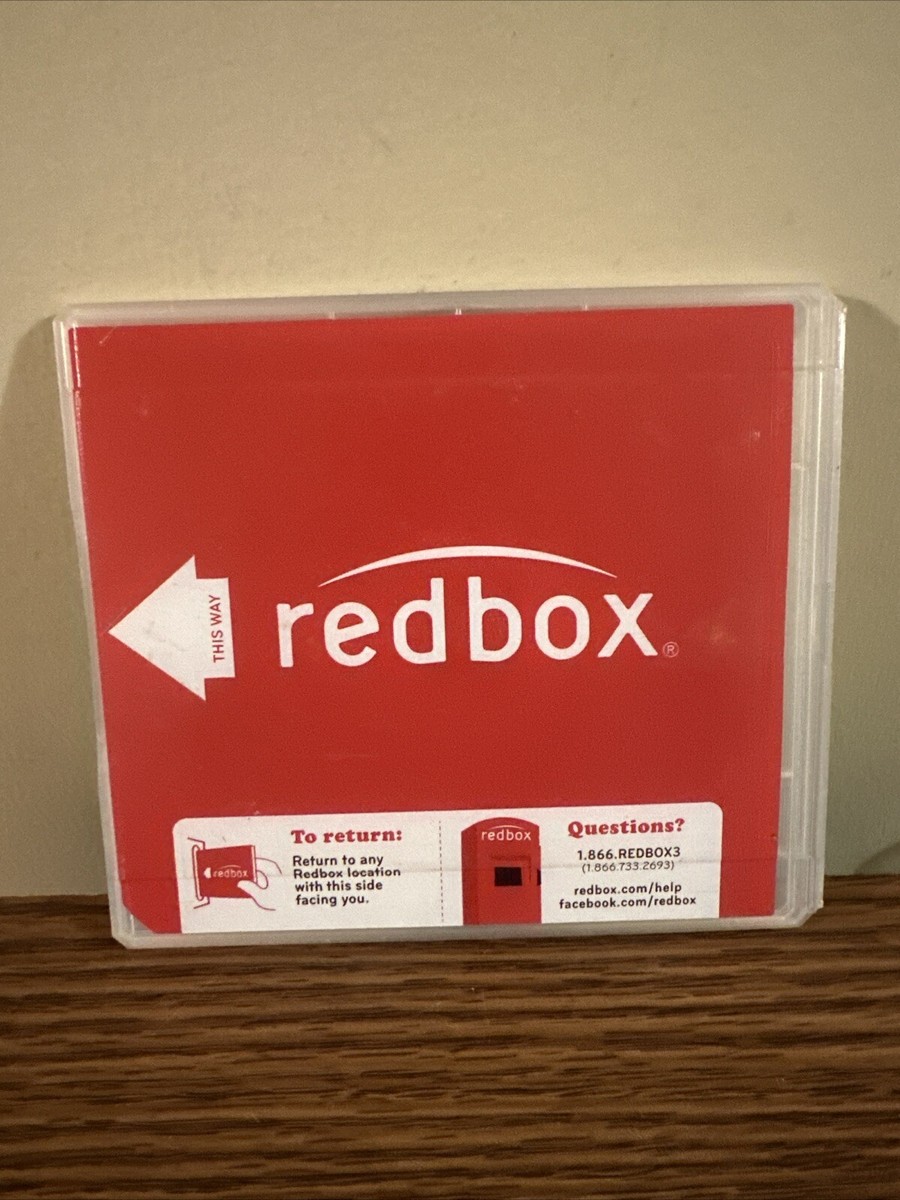 THIS WAY
redbox®
To return:
Return to any
Redbox location
with this side
facing you.
redbox
redbox
Questions?
1.866.REDBOX3
(1.866.733.2693)
redbox.com/help
facebook.com/redbox